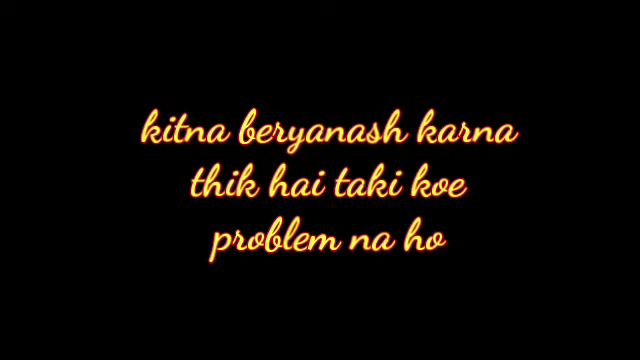 kitna beryanash karna
thik hai taki koe
problem na ho